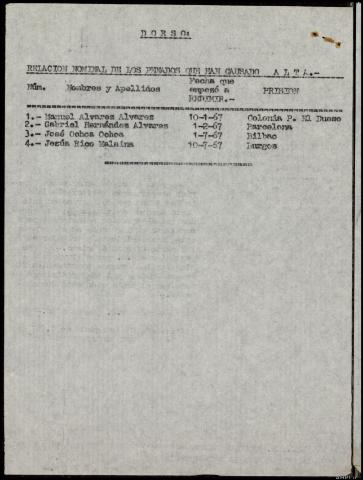 D O R S O :
RELACION NOMINAL DE LOS PENADOS QUE HAN CAUSADO A L T A .-
Núm. Nombres y Apellidos Fecha que empezó a REDIMIR.- PRISION
1.- Manuel Alvarez Alvarez 10-1-67 Colonia P. El Dueso
2.- Gabriel Hernández Alvarez 1-2-67 Barcelona
3.- José Ochoa Ochoa 1-7-67 Bilbao
4.- Jesús Rico Malaina 10-7-67 Burgos